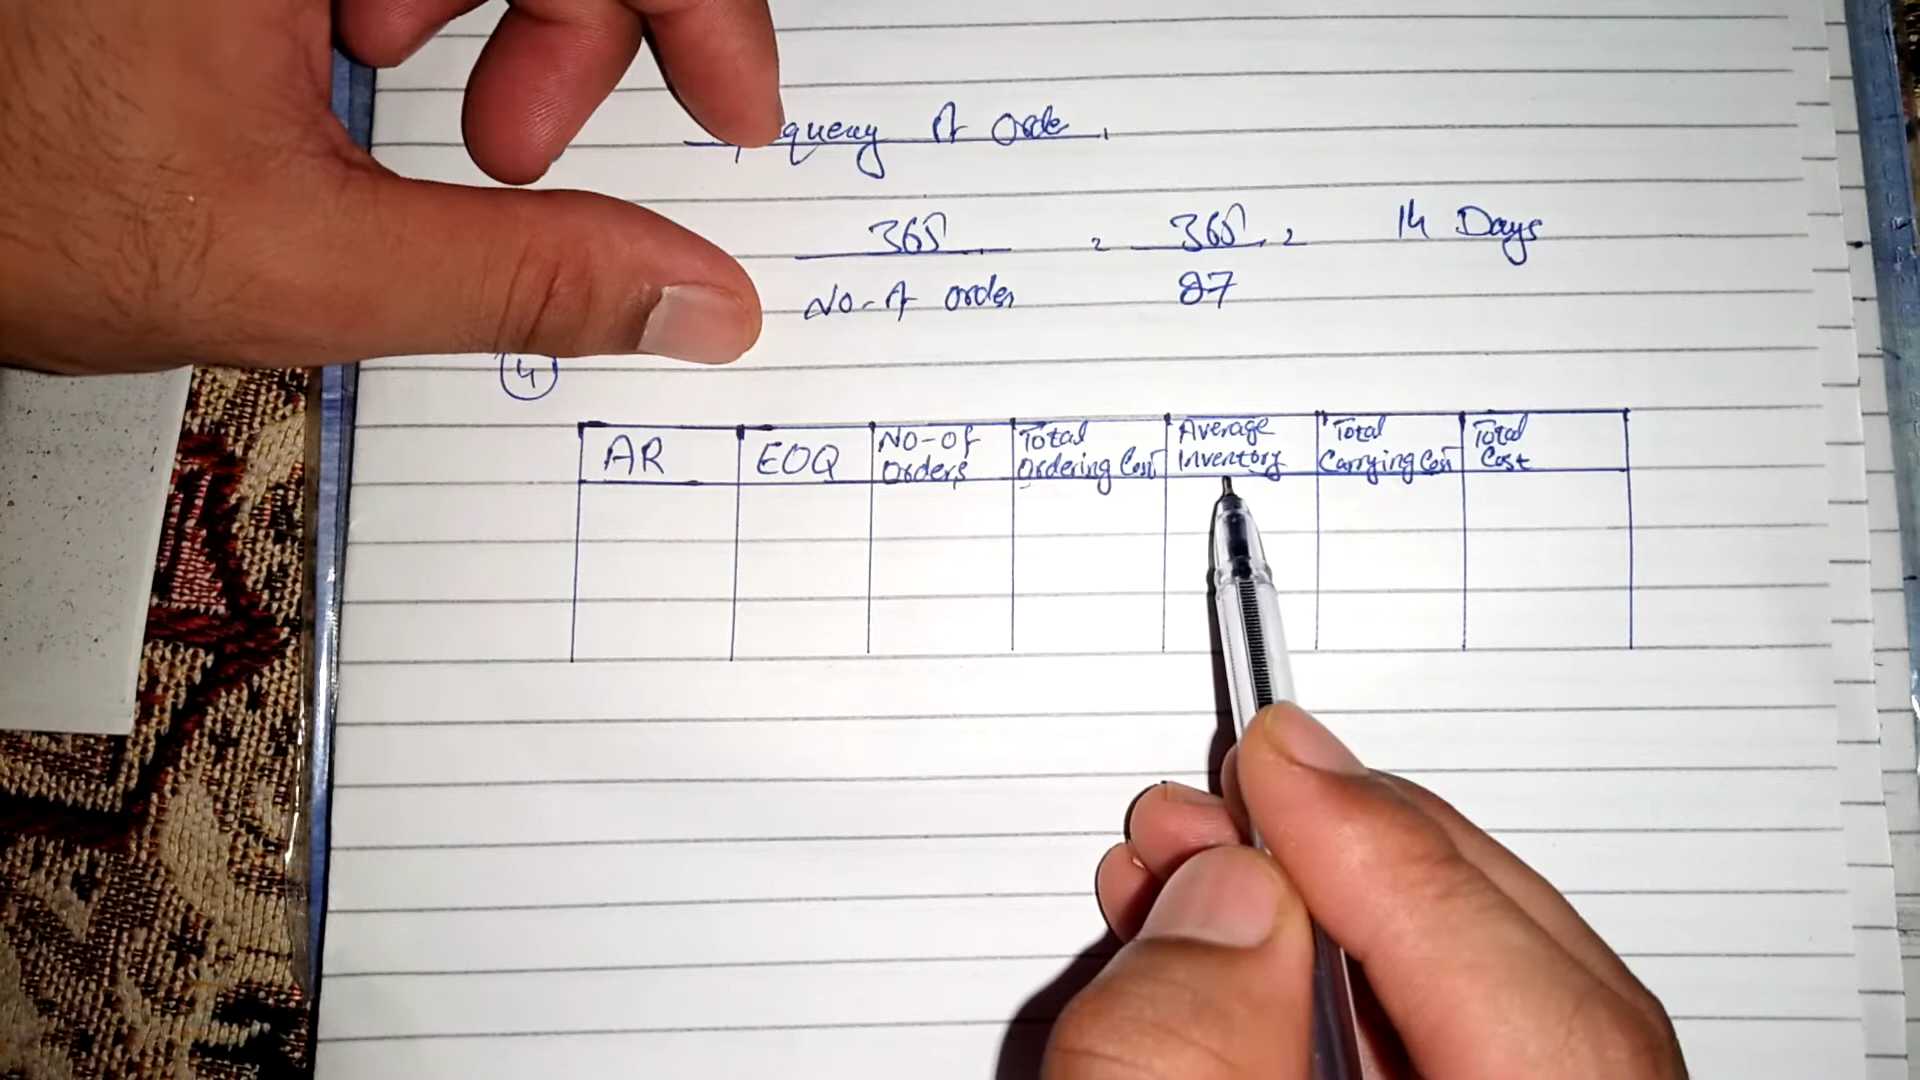 quency of Order.
365 = 365 = 14 Days
No-of order 27
4
AR EOQ No-of Orders Total Ordering Cost Average Inventory Total Carrying Cost Total Cost